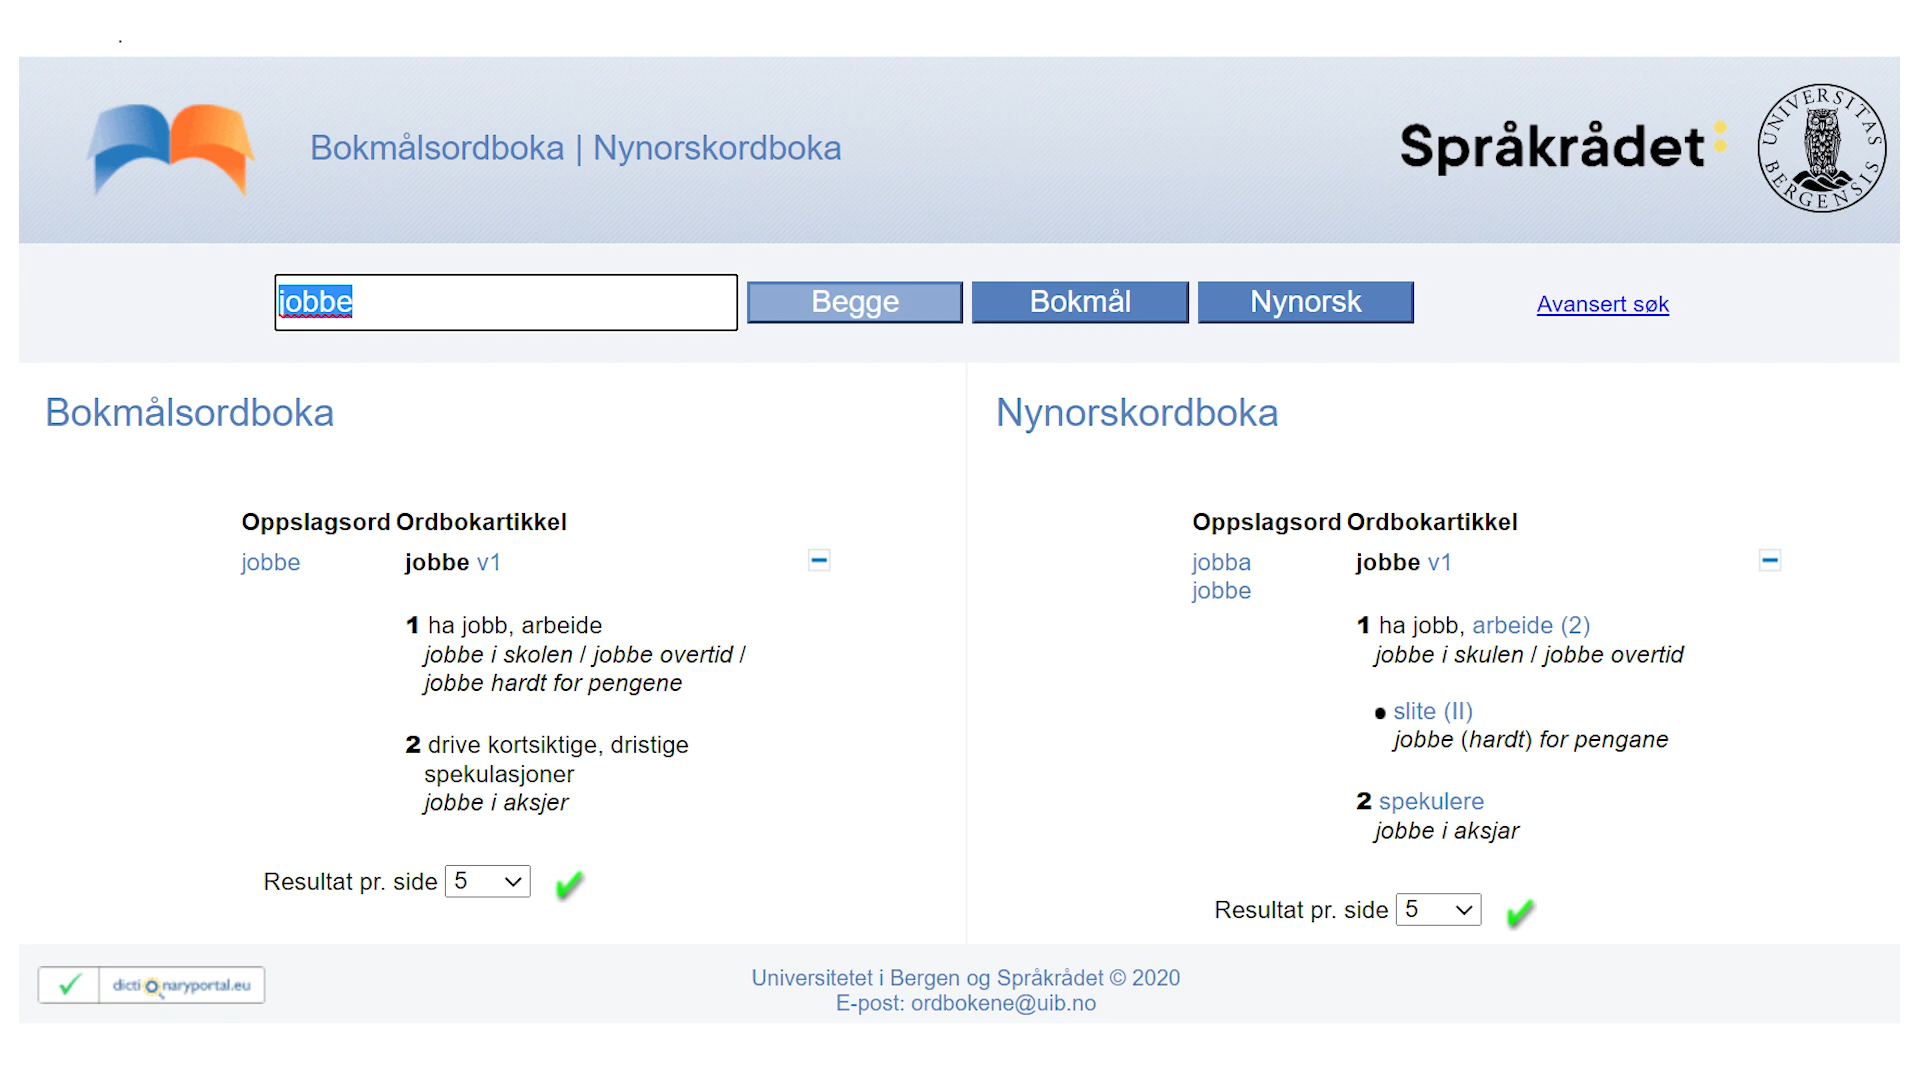 Bokmålsordboka | Nynorskordboka
Språkrådet
UNIVERSITAS BERGENSIS
jobbe
Begge
Bokmål
Nynorsk
Avansert søk
Bokmålsordboka
Oppslagsord Ordbokartikkel
jobbe
jobbe v1
1 ha jobb, arbeide
jobbe i skolen / jobbe overtid /
jobbe hardt for pengene
2 drive kortsiktige, dristige
spekulasjoner
jobbe i aksjer
Resultat pr. side 5
Nynorskordboka
Oppslagsord Ordbokartikkel
jobba
jobbe
jobbe v1
1 ha jobb, arbeide (2)
jobbe i skulen / jobbe overtid
● slite (II)
jobbe (hardt) for pengane
2 spekulere
jobbe i aksjar
Resultat pr. side 5
dictionaryportal.eu
Universitetet i Bergen og Språkrådet © 2020
E-post: ordbokene@uib.no